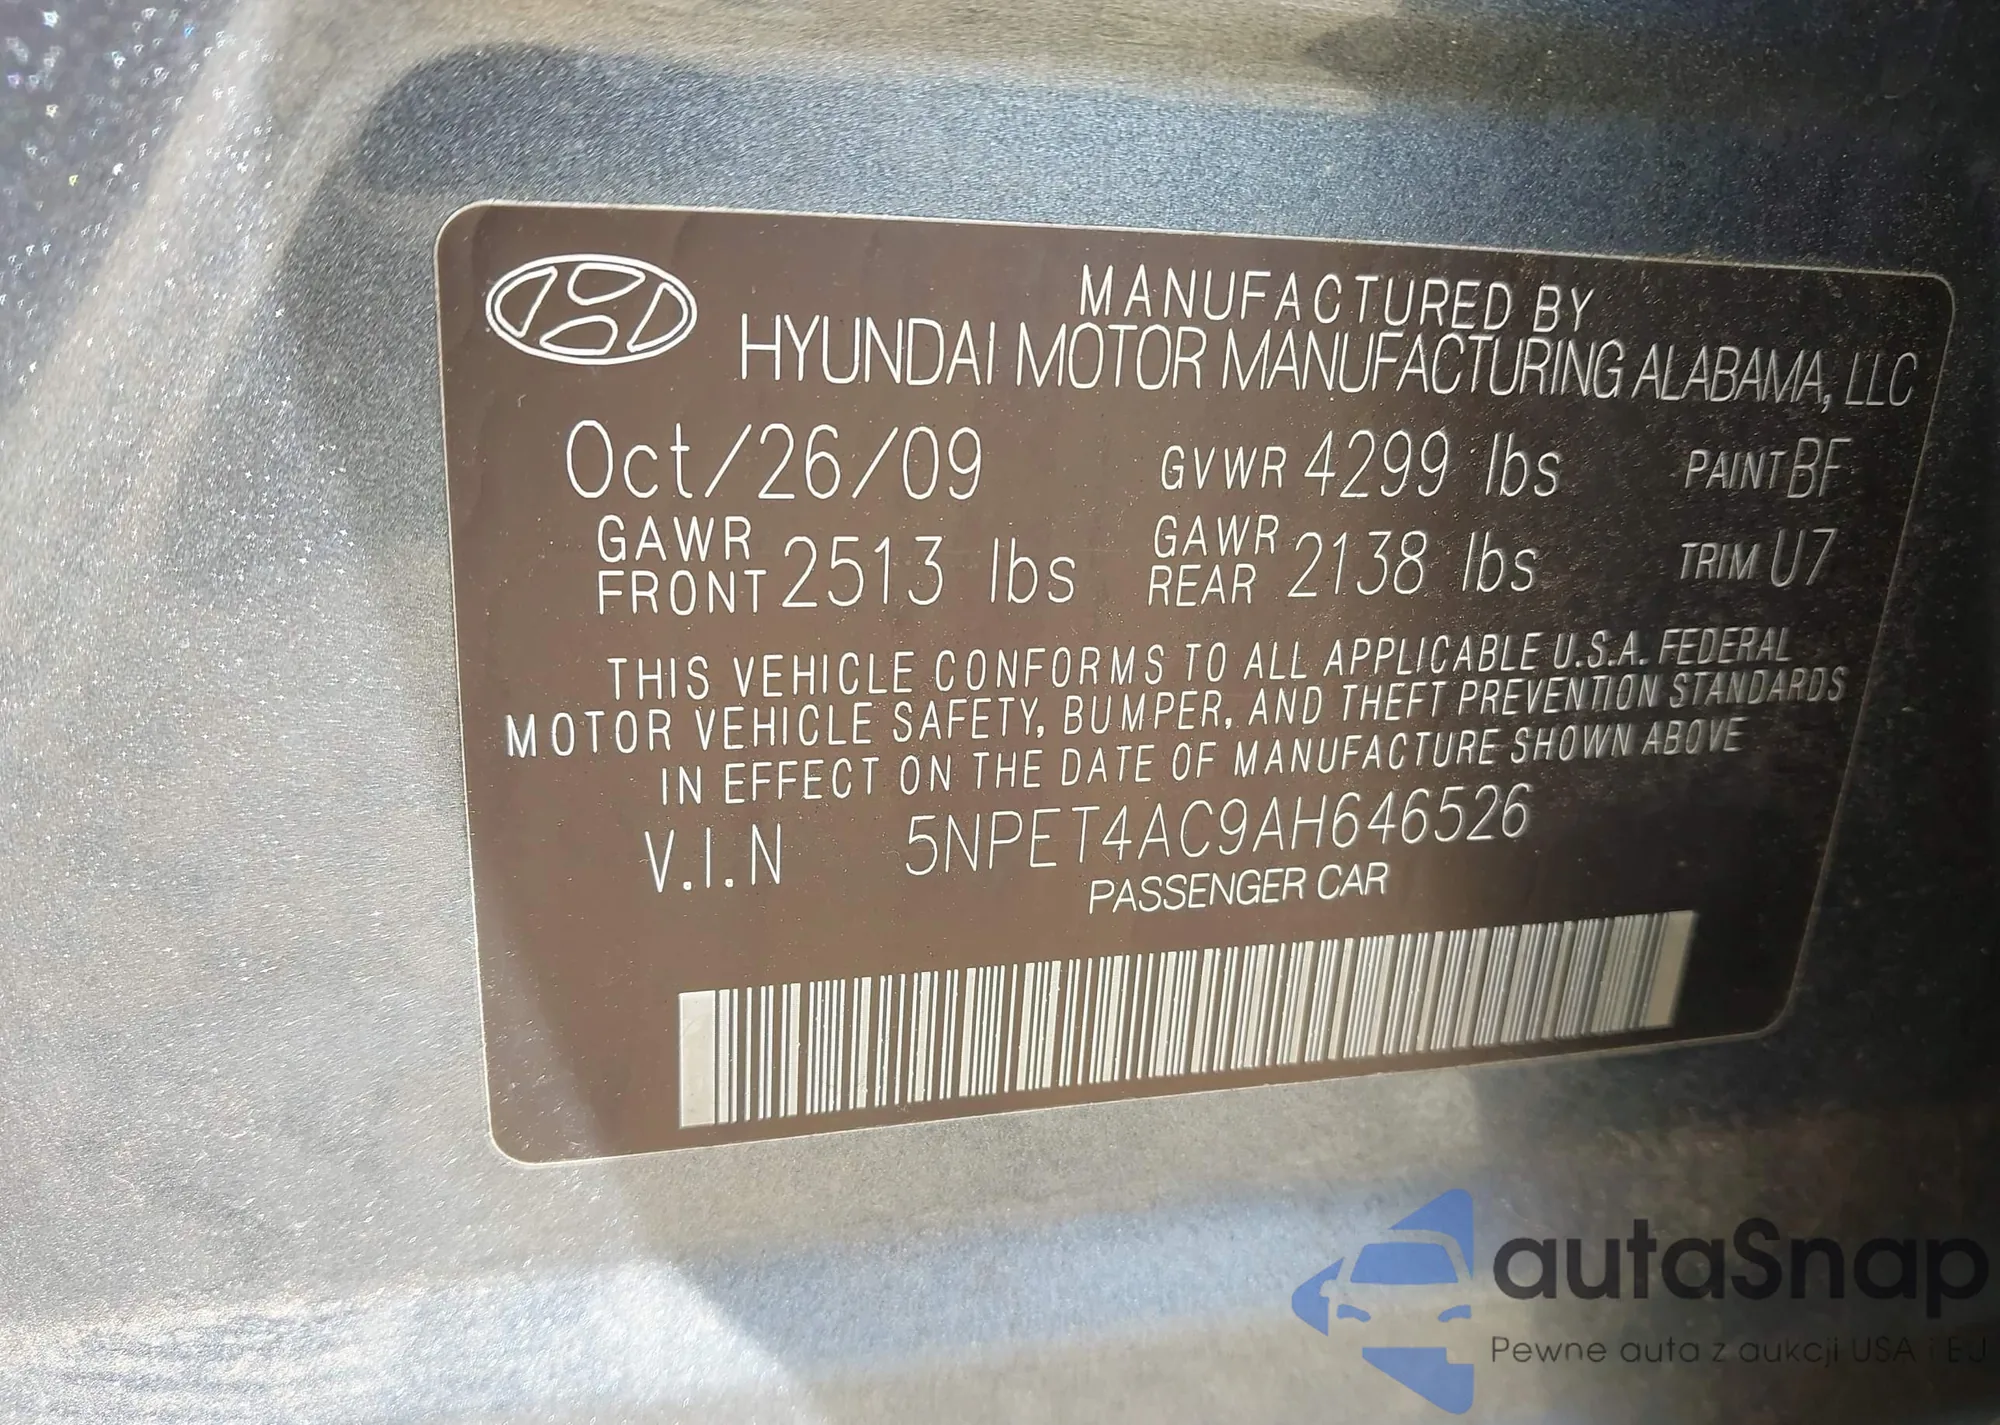 MANUFACTURED BY
HYUNDAI MOTOR MANUFACTURING ALABAMA, LLC
Oct/26/09 GVWR 4299 lbs PAINT BF
GAWR FRONT 2513 lbs GAWR REAR 2138 lbs TRIM U7
THIS VEHICLE CONFORMS TO ALL APPLICABLE U.S.A. FEDERAL
MOTOR VEHICLE SAFETY, BUMPER, AND THEFT PREVENTION STANDARDS
IN EFFECT ON THE DATE OF MANUFACTURE SHOWN ABOVE
V.I.N 5NPET4AC9AH646526
PASSENGER CAR
autaSnap
Pewne auta z aukcji USA i EU